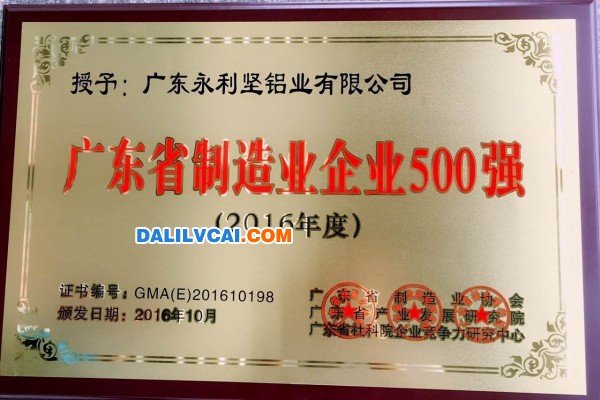 授予：广东永利坚铝业有限公司
广东省制造业企业500强
（2016年度）
DALILVCAI.COM
证书编号：GMA(E)201610198
颁发日期：2016年10月
广东省制造业协会
广东省产业发展研究院
广东省社科院企业竞争力研究中心